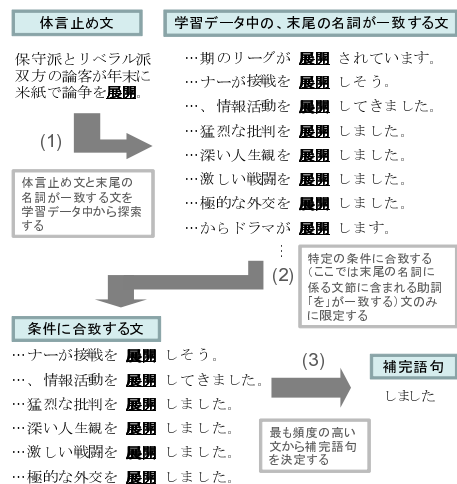 体言止め文
保守派とリベラル派
双方の論客が年末に
米紙で論争を展開。
(1)
体言止め文と末尾の
名詞が一致する文を
学習データ中から探索
する
学習データ中の、末尾の名詞が一致する文
…期のリーグが 展開 されています。
…ナーが接戦を 展開 しそう。
…、情報活動を 展開 してきました。
…猛烈な批判を 展開 しました。
…深い人生観を 展開 しました。
…激しい戦闘を 展開 しました。
…極的な外交を 展開 しました。
…からドラマが 展開 します。
⋮
(2)
特定の条件に合致する
(ここでは末尾の名詞に
係る文節に含まれる助詞
「を」が一致する)文のみ
に限定する
条件に合致する文
…ナーが接戦を 展開 しそう。
…、情報活動を 展開 してきました。
…猛烈な批判を 展開 しました。
…深い人生観を 展開 しました。
…激しい戦闘を 展開 しました。
…極的な外交を 展開 しました。
(3)
最も頻度の高い
文から補完語句
を決定する
補完語句
しました